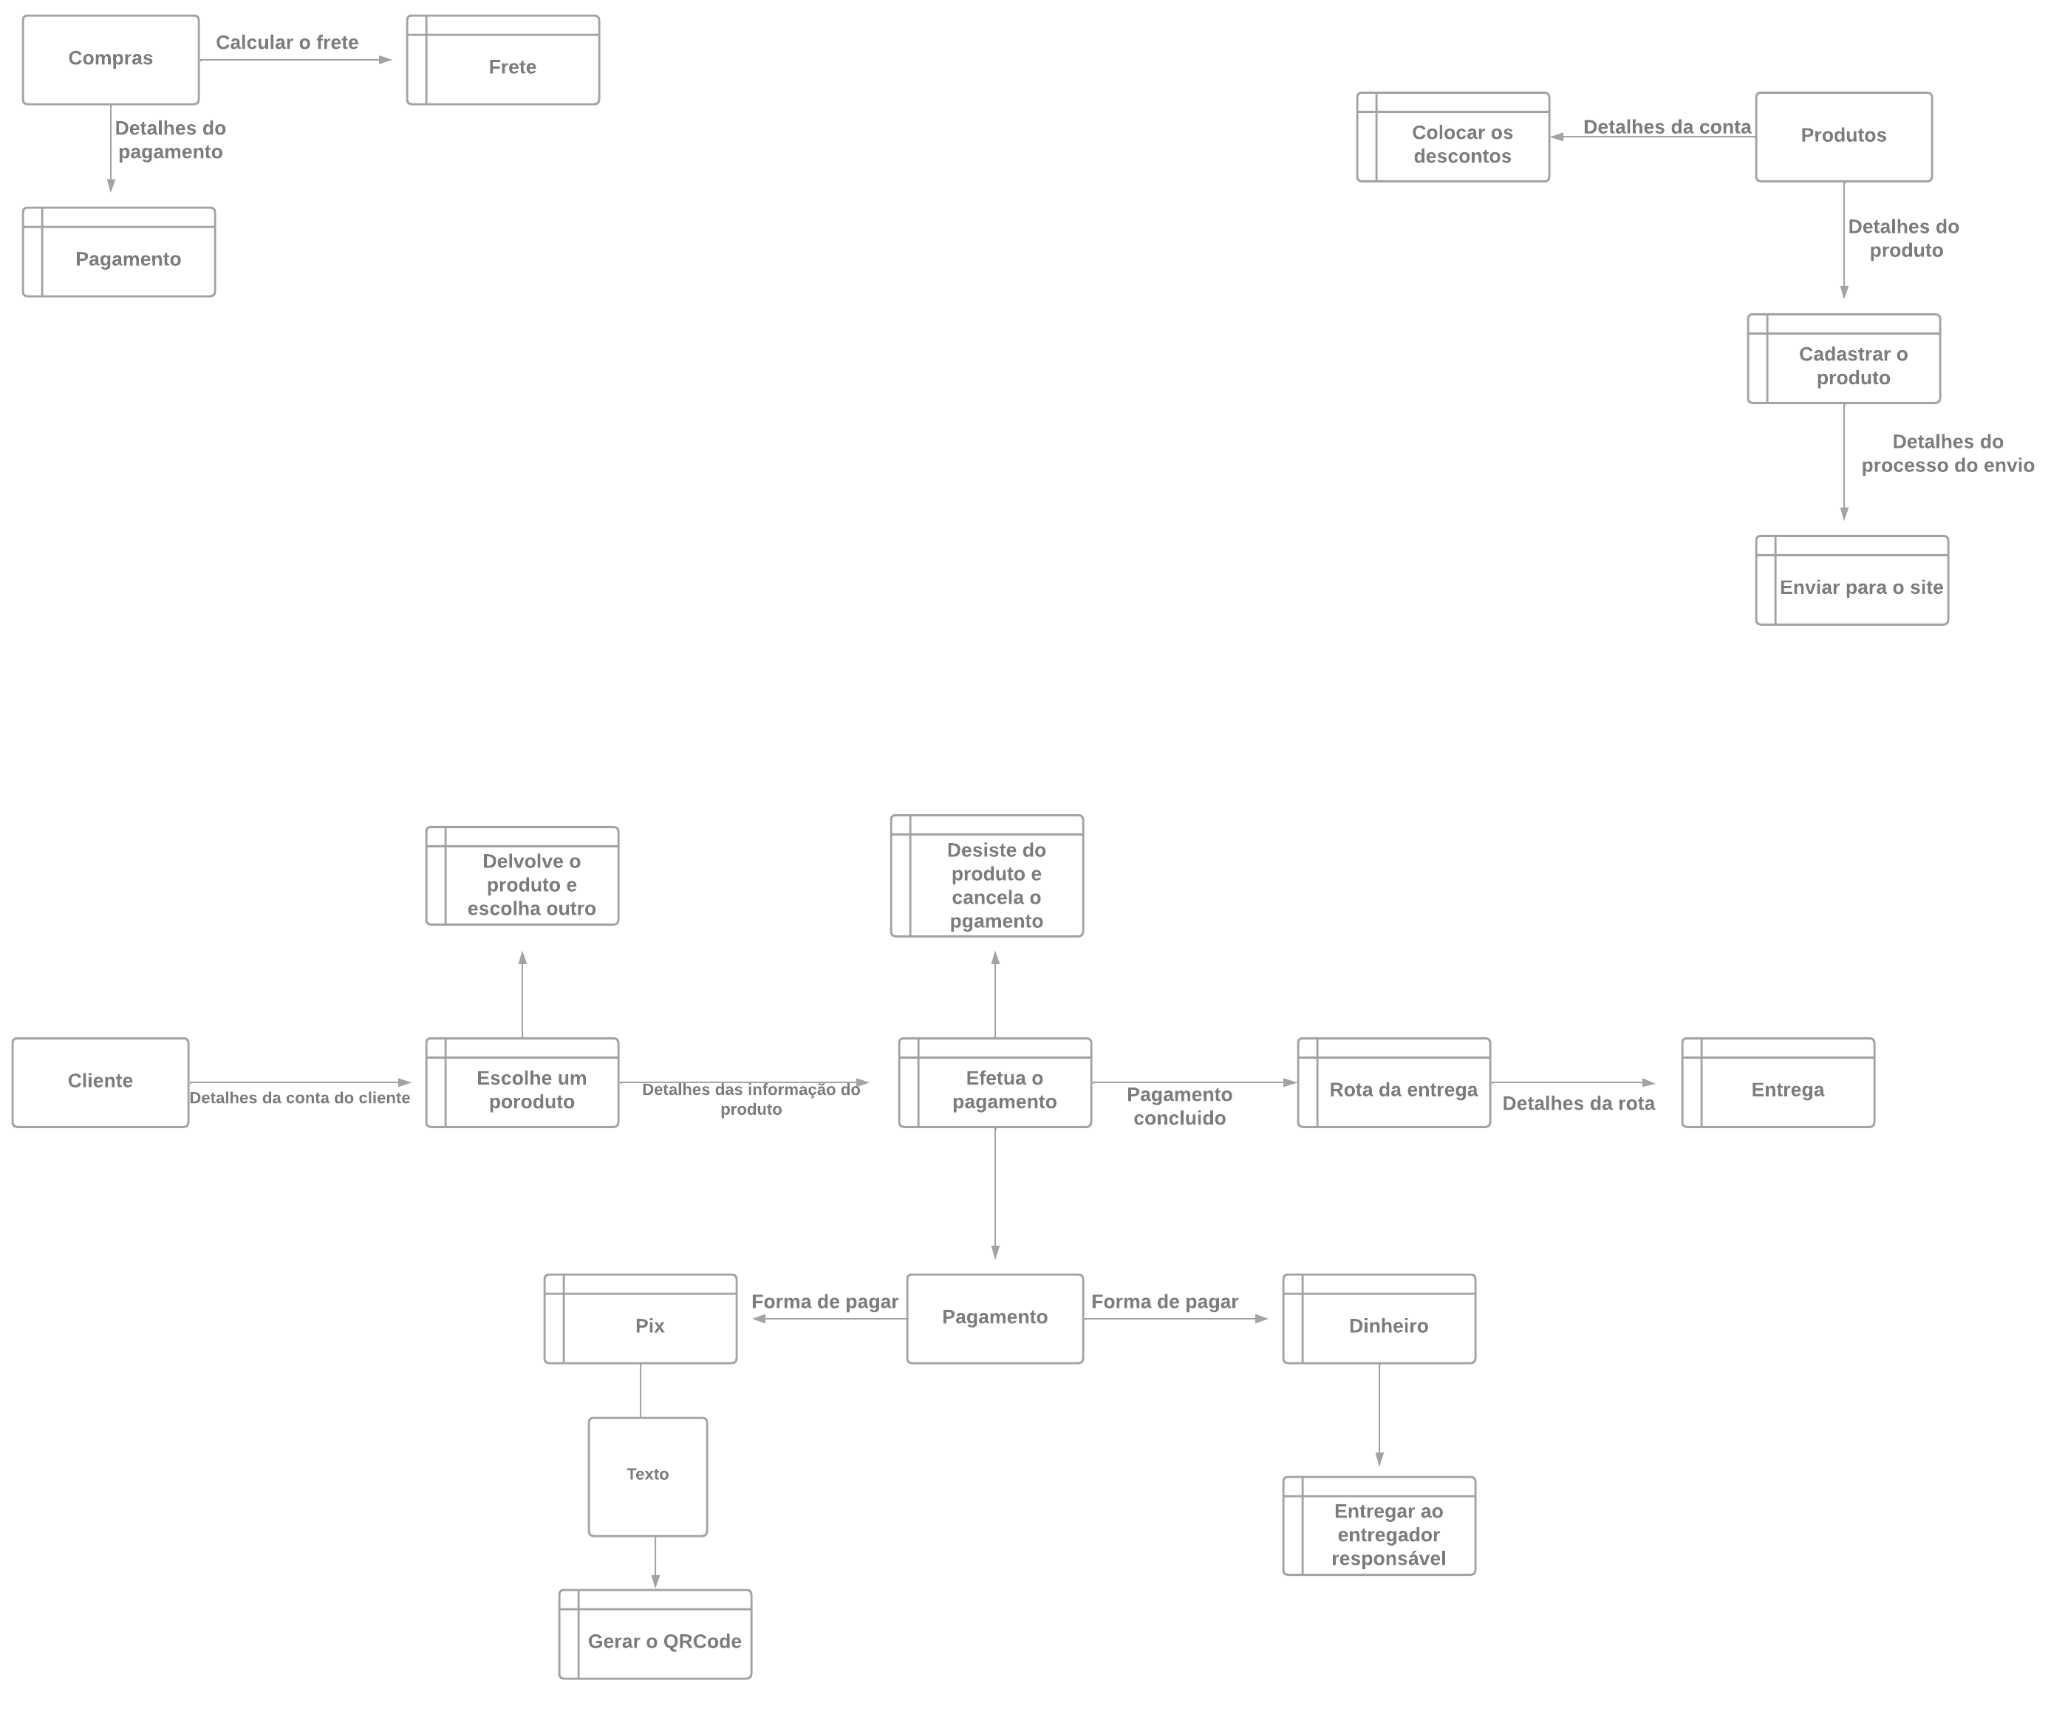 Compras
Calcular o frete
Frete
Detalhes do
pagamento
Pagamento
Colocar os
descontos
Detalhes da conta
Produtos
Detalhes do
produto
Cadastrar o
produto
Detalhes do
processo do envio
Enviar para o site
Delvolve o
produto e
escolha outro
Desiste do
produto e
cancela o
pgamento
Cliente
Detalhes da conta do cliente
Escolhe um
poroduto
Detalhes das informação do
produto
Efetua o
pagamento
Pagamento
concluido
Rota da entrega
Detalhes da rota
Entrega
Pix
Forma de pagar
Pagamento
Forma de pagar
Dinheiro
Texto
Entregar ao
entregador
responsável
Gerar o QRCode